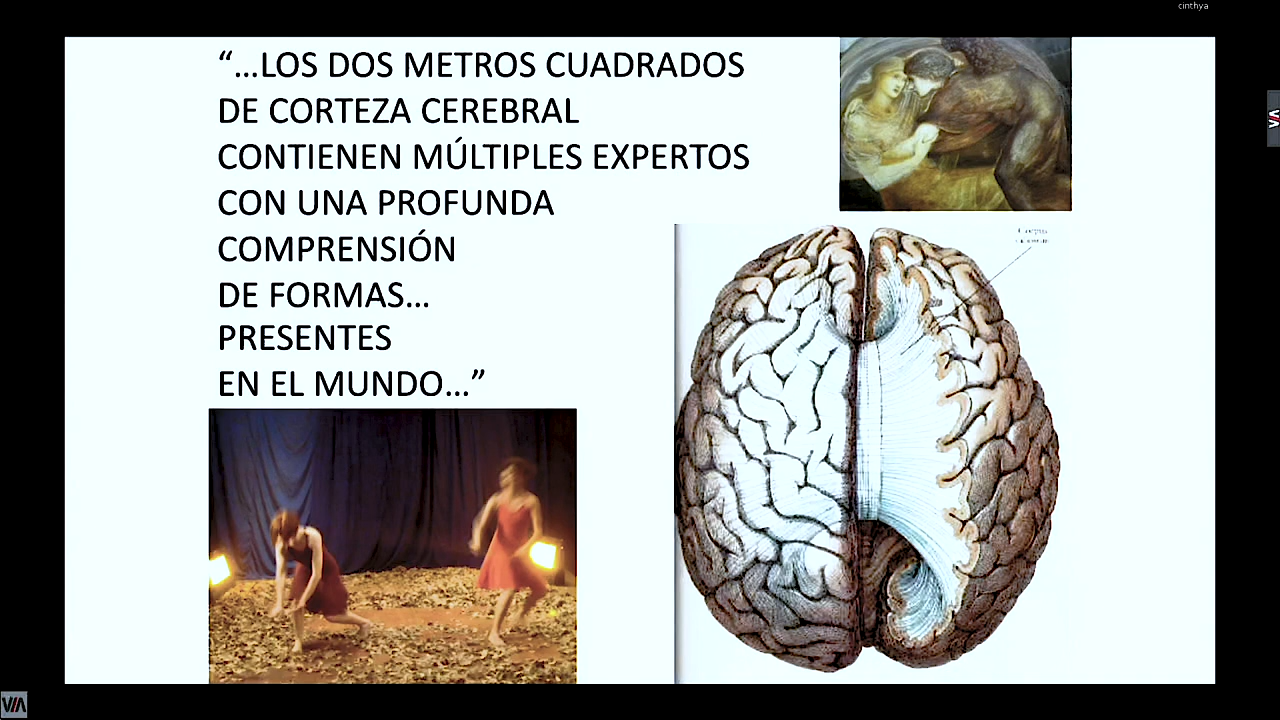 cinthya
“...LOS DOS METROS CUADRADOS
DE CORTEZA CEREBRAL
CONTIENEN MÚLTIPLES EXPERTOS
CON UNA PROFUNDA
COMPRENSIÓN
DE FORMAS...
PRESENTES
EN EL MUNDO...”
VIA